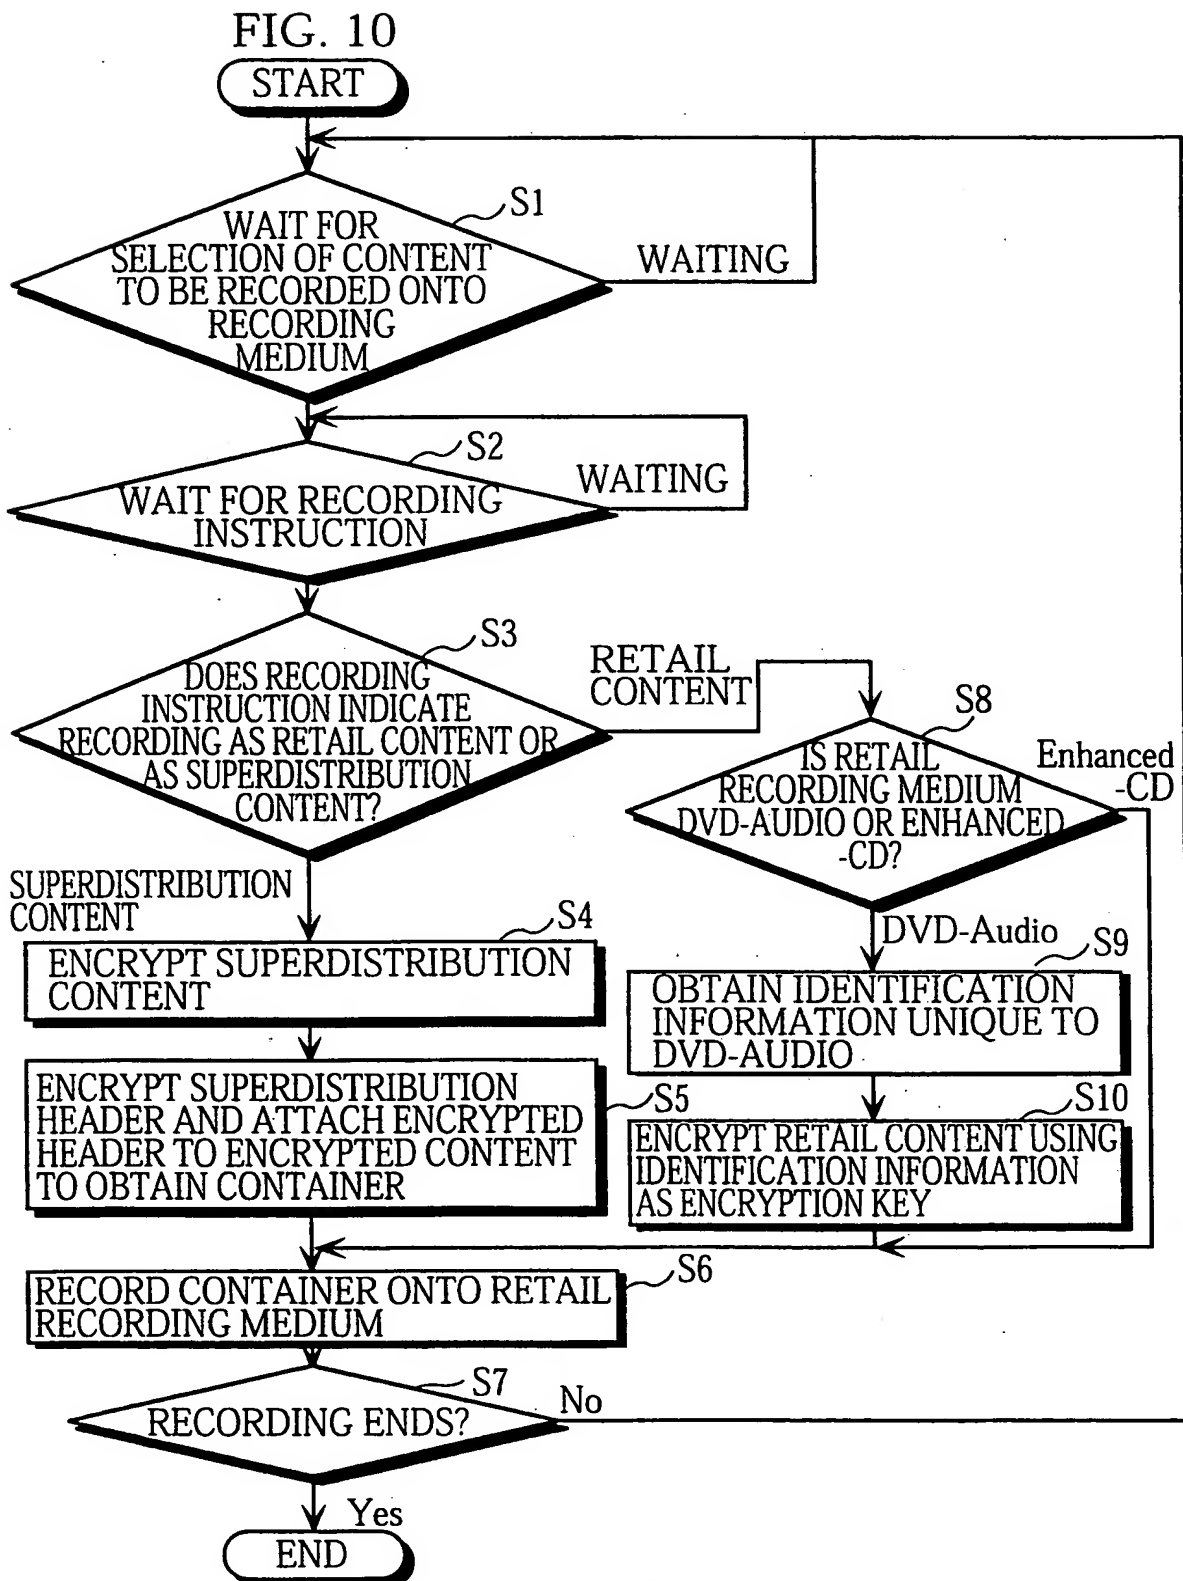 FIG. 10
START
S1
WAIT FOR
SELECTION OF CONTENT
TO BE RECORDED ONTO
RECORDING
MEDIUM
WAITING
S2
WAIT FOR RECORDING
INSTRUCTION
WAITING
S3
DOES RECORDING
INSTRUCTION INDICATE
RECORDING AS RETAIL CONTENT OR
AS SUPERDISTRIBUTION
CONTENT?
RETAIL
CONTENT
S8
IS RETAIL
RECORDING MEDIUM
DVD-AUDIO OR ENHANCED
-CD?
Enhanced
-CD
SUPERDISTRIBUTION
CONTENT
S4
ENCRYPT SUPERDISTRIBUTION
CONTENT
DVD-Audio
S9
OBTAIN IDENTIFICATION
INFORMATION UNIQUE TO
DVD-AUDIO
ENCRYPT SUPERDISTRIBUTION
HEADER AND ATTACH ENCRYPTED
HEADER TO ENCRYPTED CONTENT
TO OBTAIN CONTAINER
S5
S10
ENCRYPT RETAIL CONTENT USING
IDENTIFICATION INFORMATION
AS ENCRYPTION KEY
S6
RECORD CONTAINER ONTO RETAIL
RECORDING MEDIUM
S7
RECORDING ENDS?
No
Yes
END